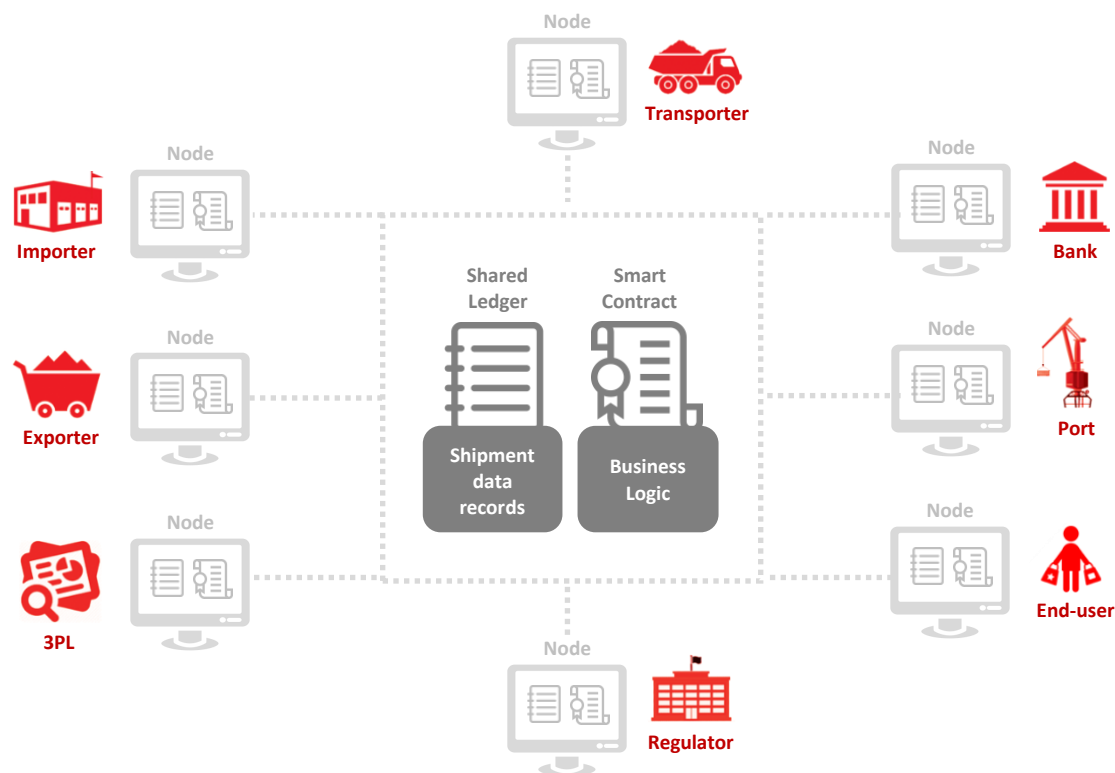 Node
Transporter
Node
Importer
Node
Bank
Shared
Ledger
Smart
Contract
Node
Exporter
Node
Port
Shipment
data
records
Business
Logic
Node
3PL
Node
End-user
Node
Regulator